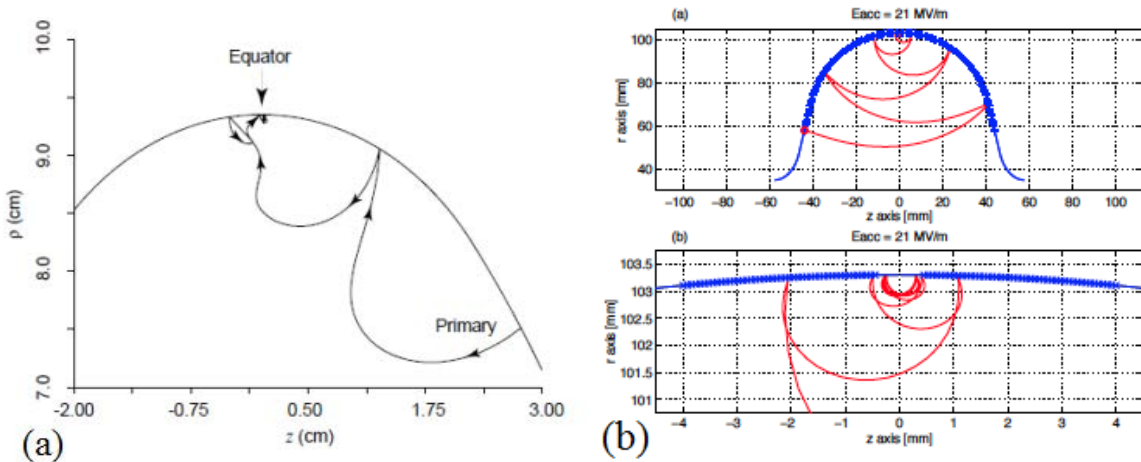 10.0
Equator
9.0
ρ (cm)
8.0
Primary
7.0
-2.00 -0.75 0.50 1.75 3.00
z (cm)
(a)
(a) Eacc = 21 MV/m
100
80
60
40
r axis [mm]
-100 -80 -60 -40 -20 0 20 40 60 80 100
z axis [mm]
(b) Eacc = 21 MV/m
103.5
103
102.5
102
101.5
101
r axis [mm]
-4 -3 -2 -1 0 1 2 3 4
z axis [mm]
(b)